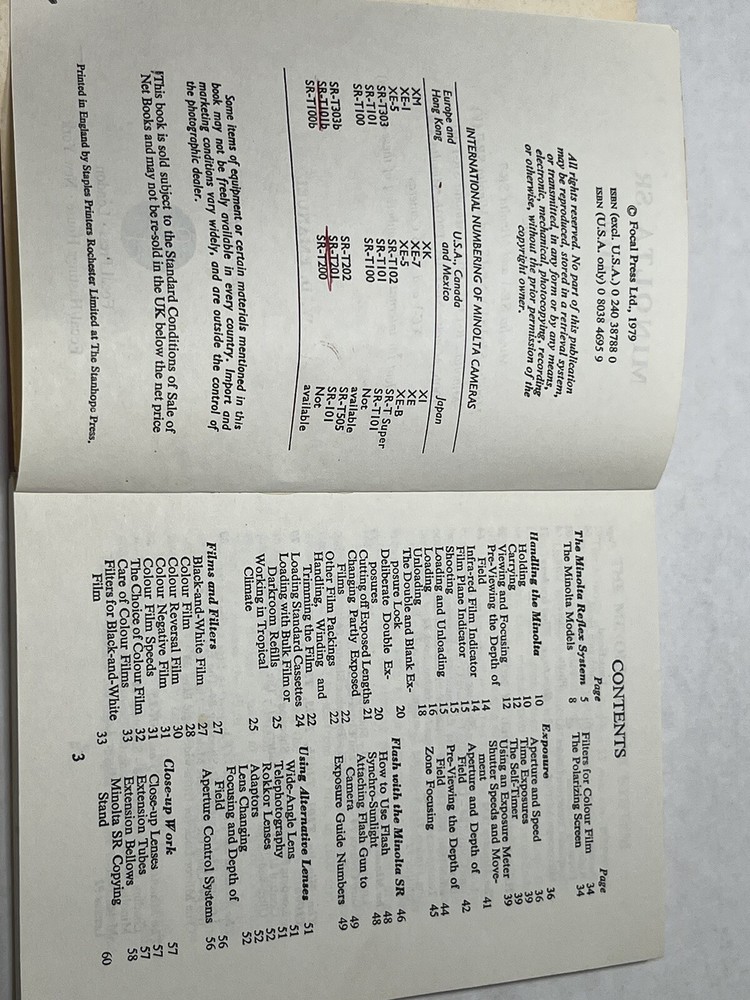 © Focal Press Ltd., 1979
ISBN (excl. U.S.A.) 0 240 38788 0
ISBN (U.S.A. only) 0 8038 4695 9
All rights reserved. No part of this publication
may be reproduced, stored in a retrieval system,
or transmitted, in any form or by any means,
electronic, mechanical, photocopying, recording
or otherwise, without the prior permission of the
copyright owner.
INTERNATIONAL NUMBERING OF MINOLTA CAMERAS
Europe and U.S.A., Canada Japan
Hong Kong and Mexico
XM XK XI
XE-1 XE-7 XE
XE-5 XE-5 XE-B
SR-T303 SR-T102 SR-T Super
SR-T101 SR-T101 SR-T101
SR-T100 SR-T100 Not
available
SR-T303b SR-T202 SR-T505
SR-T101b SR-T201 SR-101
SR-T100b SR-T200 Not
available
Some items of equipment or certain materials mentioned in this
book may not be freely available in every country. Import and
marketing conditions vary widely, and are outside the control of
the photographic dealer.
This book is sold subject to the Standard Conditions of Sale of
Net Books and may not be re-sold in the UK below the net price
Printed in England by Staples Printers Rochester Limited at The Stanhope Press,
CONTENTS
Page
The Minolta Reflex System 5
The Minolta Models 8
Handling the Minolta 10
Holding 10
Carrying 12
Viewing and Focusing 12
Pre-Viewing the Depth of
Field 14
Infra-red Film Indicator 14
Film Plane Indicator 15
Shooting 15
Loading and Unloading 15
Loading 16
Unloading 18
The Double and Blank Ex-
posure Lock 20
Deliberate Double Ex-
posures 20
Cutting off Exposed Lengths 21
Changing Partly Exposed
Films 22
Other Film Packings 22
Handling, Winding and
Trimming the Film 22
Loading Standard Cassettes 24
Loading with Bulk Film or
Darkroom Refills 25
Working in Tropical
Climate 25
Films and Filters 27
Black-and-White Film 27
Colour Film 28
Colour Reversal Film 30
Colour Negative Film 31
Colour Film Speeds 31
The Choice of Colour Film 32
Care of Colour Films 33
Filters for Black-and-White
Film 33
Page
Filters for Colour Film 34
The Polarizing Screen 34
Exposure 36
Aperture and Speed 36
Time Exposures 39
The Self-Timer 39
Using an Exposure Meter 39
Shutter Speeds and Move-
ment 41
Aperture and Depth of
Field 42
Pre-Viewing the Depth of
Field 44
Zone Focusing 45
Flash with the Minolta SR 46
How to Use Flash 48
Synchro-Sunlight 48
Attaching Flash Gun to
Camera 49
Exposure Guide Numbers 49
Using Alternative Lenses 51
Wide-Angle Lens 51
Telephotography 51
Rokkor Lenses 52
Adaptors 52
Lens Changing 52
Focusing and Depth of
Field 56
Aperture Control Systems 56
Close-up Work 57
Close-up Lenses 57
Extension Tubes 57
Extension Bellows 58
Minolta SR Copying
Stand 60
3